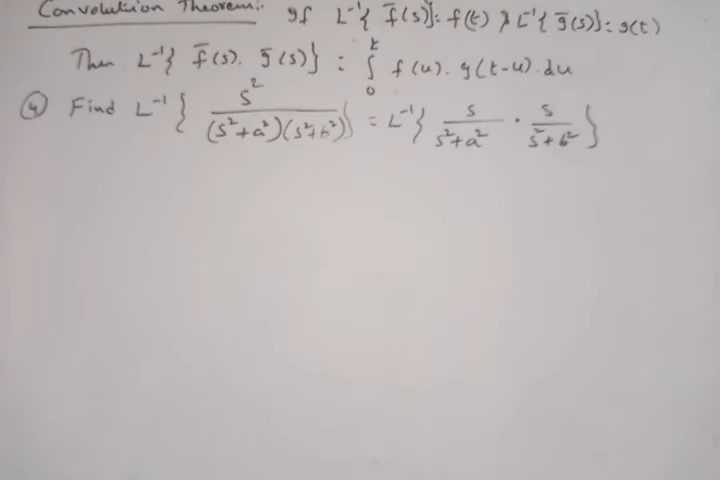 Convolution Theorem:- If L⁻¹{ f̄(s)}= f(t) & L⁻¹{ ḡ(s)}= g(t)
Then L⁻¹{ f̄(s). ḡ(s)} = ∫₀ᵗ f(u). g(t-u).du
④ Find L⁻¹{ s²/((s²+a²)(s²+b²)) } = L⁻¹{ s/(s²+a²) · s/(s²+b²) }